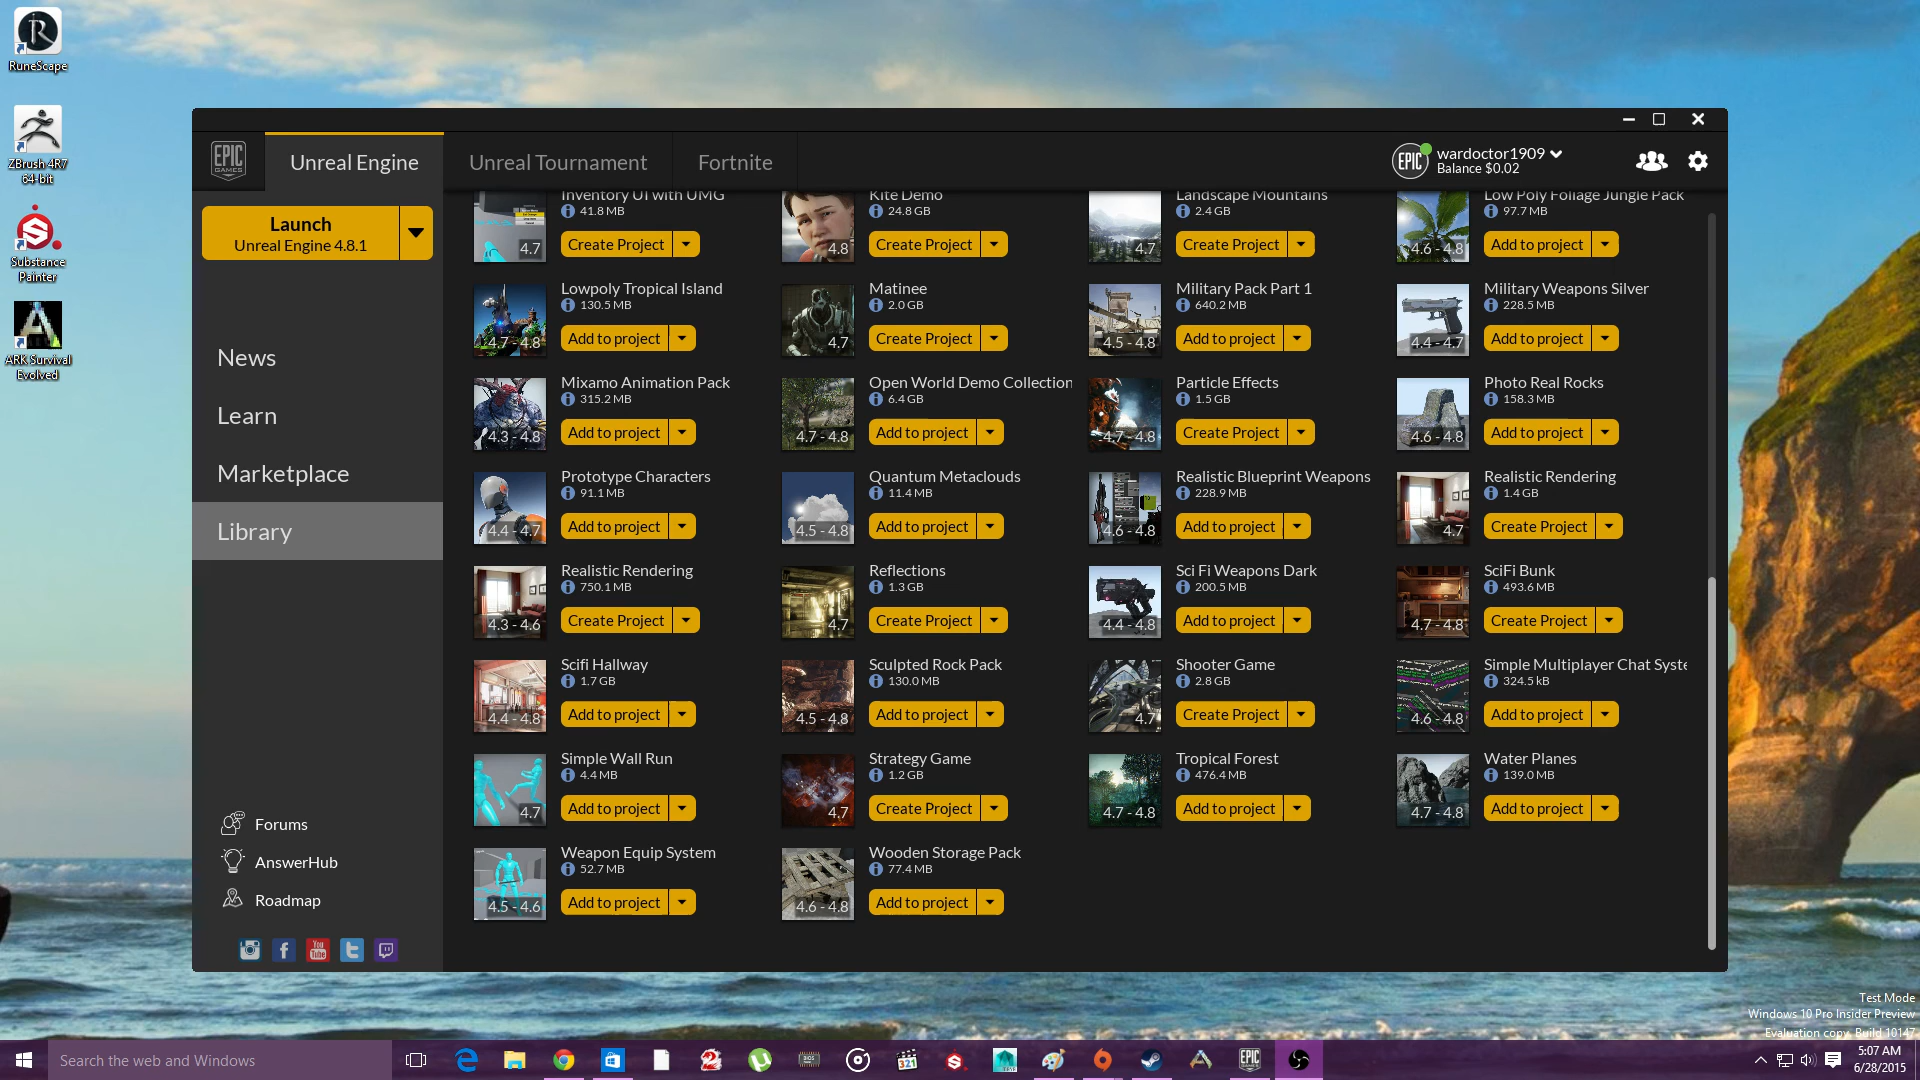 RuneScape
ZBrush 4R7
64-bit
Substance
Painter
ARK Survival
Evolved
EPIC
GAMES
Unreal Engine
Unreal Tournament
Fortnite
EPIC
wardoctor1909
Balance $0.02
Launch
Unreal Engine 4.8.1
News
Learn
Marketplace
Library
Forums
AnswerHub
Roadmap
Inventory UI with UMG
41.8 MB
Create Project
4.7
Kite Demo
24.8 GB
Create Project
4.8
Landscape Mountains
2.4 GB
Create Project
4.7
Low Poly Foliage Jungle Pack
97.7 MB
Add to project
4.6 - 4.8
Lowpoly Tropical Island
130.5 MB
Add to project
4.7 - 4.8
Matinee
2.0 GB
Create Project
4.7
Military Pack Part 1
640.2 MB
Add to project
4.5 - 4.8
Military Weapons Silver
228.5 MB
Add to project
4.4 - 4.7
Mixamo Animation Pack
315.2 MB
Add to project
4.3 - 4.8
Open World Demo Collection
6.4 GB
Add to project
4.7 - 4.8
Particle Effects
1.5 GB
Create Project
4.7 - 4.8
Photo Real Rocks
158.3 MB
Add to project
4.6 - 4.8
Prototype Characters
91.1 MB
Add to project
4.4 - 4.7
Quantum Metaclouds
11.4 MB
Add to project
4.5 - 4.8
Realistic Blueprint Weapons
228.9 MB
Add to project
4.6 - 4.8
Realistic Rendering
1.4 GB
Create Project
4.7
Realistic Rendering
750.1 MB
Create Project
4.3 - 4.6
Reflections
1.3 GB
Create Project
4.7
Sci Fi Weapons Dark
200.5 MB
Add to project
4.4 - 4.8
SciFi Bunk
493.6 MB
Create Project
4.7 - 4.8
Scifi Hallway
1.7 GB
Add to project
4.4 - 4.8
Sculpted Rock Pack
130.0 MB
Add to project
4.5 - 4.8
Shooter Game
2.8 GB
Create Project
4.7
Simple Multiplayer Chat Syste
324.5 kB
Add to project
4.6 - 4.8
Simple Wall Run
4.4 MB
Add to project
4.7
Strategy Game
1.2 GB
Create Project
4.7
Tropical Forest
476.4 MB
Add to project
4.7 - 4.8
Water Planes
139.0 MB
Add to project
4.7 - 4.8
Weapon Equip System
52.7 MB
Add to project
4.5 - 4.6
Wooden Storage Pack
77.4 MB
Add to project
4.6 - 4.8
Test Mode
Windows 10 Pro Insider Preview
Evaluation copy. Build 10147
Search the web and Windows
5:07 AM
6/28/2015